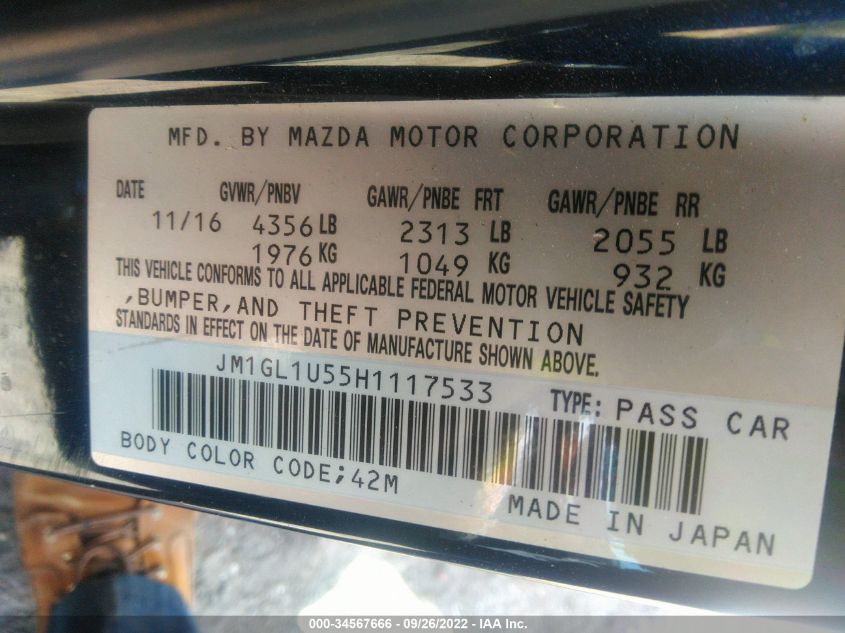 MFD. BY MAZDA MOTOR CORPORATION
DATE GVWR/PNBV GAWR/PNBE FRT GAWR/PNBE RR
11/16 4356 LB 2313 LB 2055 LB
1976 KG 1049 KG 932 KG
THIS VEHICLE CONFORMS TO ALL APPLICABLE FEDERAL MOTOR VEHICLE SAFETY
,BUMPER,AND THEFT PREVENTION
STANDARDS IN EFFECT ON THE DATE OF MANUFACTURE SHOWN ABOVE.
JM1GL1U55H1117533 TYPE: PASS CAR
BODY COLOR CODE;42M
MADE IN JAPAN
000-34567666 - 09/26/2022 - IAA Inc.